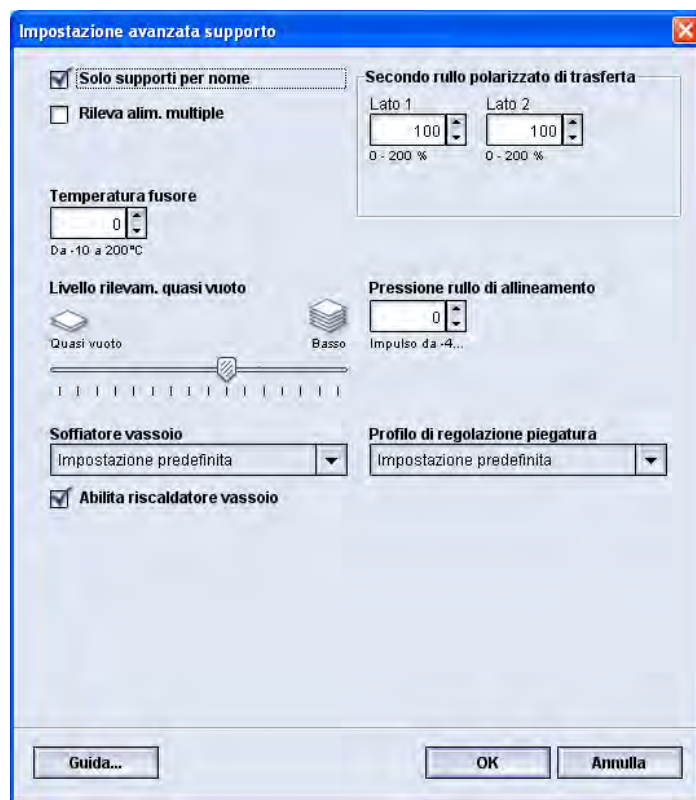 Impostazione avanzata supporto
Solo supporti per nome
Rileva alim. multiple
Secondo rullo polarizzato di trasferta
Lato 1
Lato 2
100
100
0 - 200 %
0 - 200 %
Temperatura fusore
0
Da -10 a 200°C
Livello rilevam. quasi vuoto
Quasi vuoto
Basso
Pressione rullo di allineamento
0
Impulso da -4...
Soffiatore vassoio
Impostazione predefinita
Profilo di regolazione piegatura
Impostazione predefinita
Abilita riscaldatore vassoio
Guida...
OK
Annulla